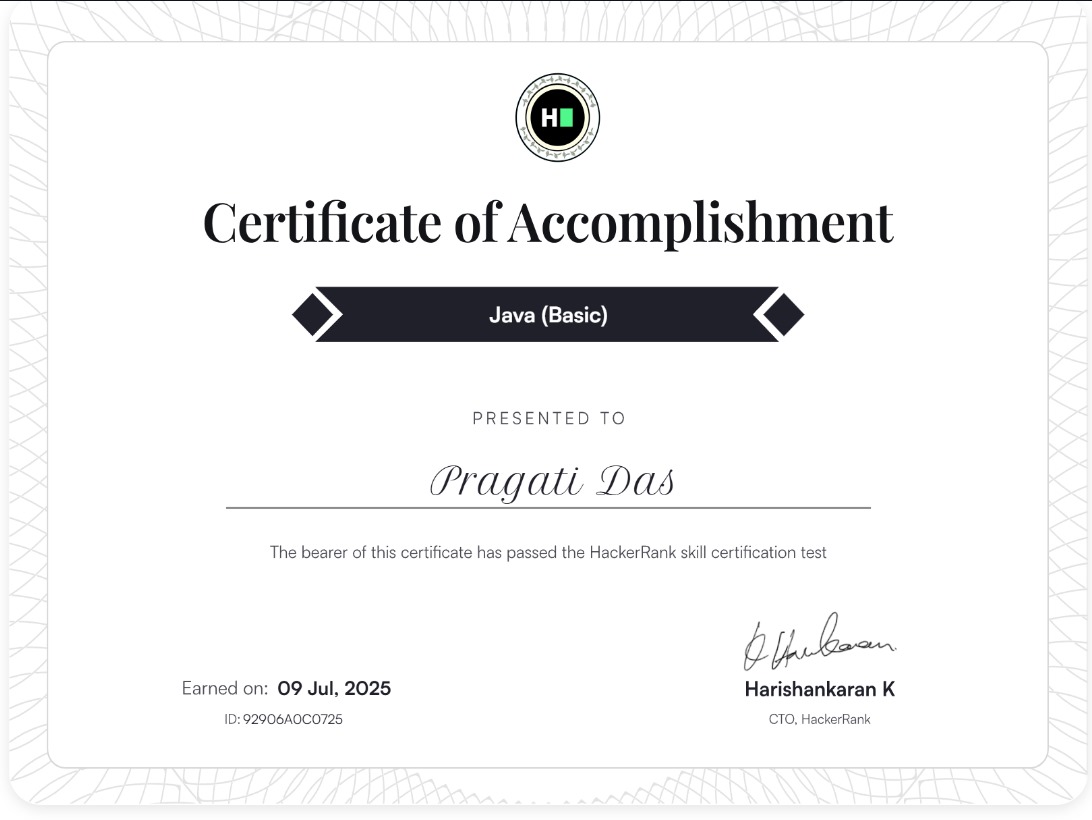 H
Certificate of Accomplishment
Java (Basic)
PRESENTED TO
Pragati Das
The bearer of this certificate has passed the HackerRank skill certification test
Earned on: 09 Jul, 2025
ID: 92906A0C0725
Harishankaran K
CTO, HackerRank